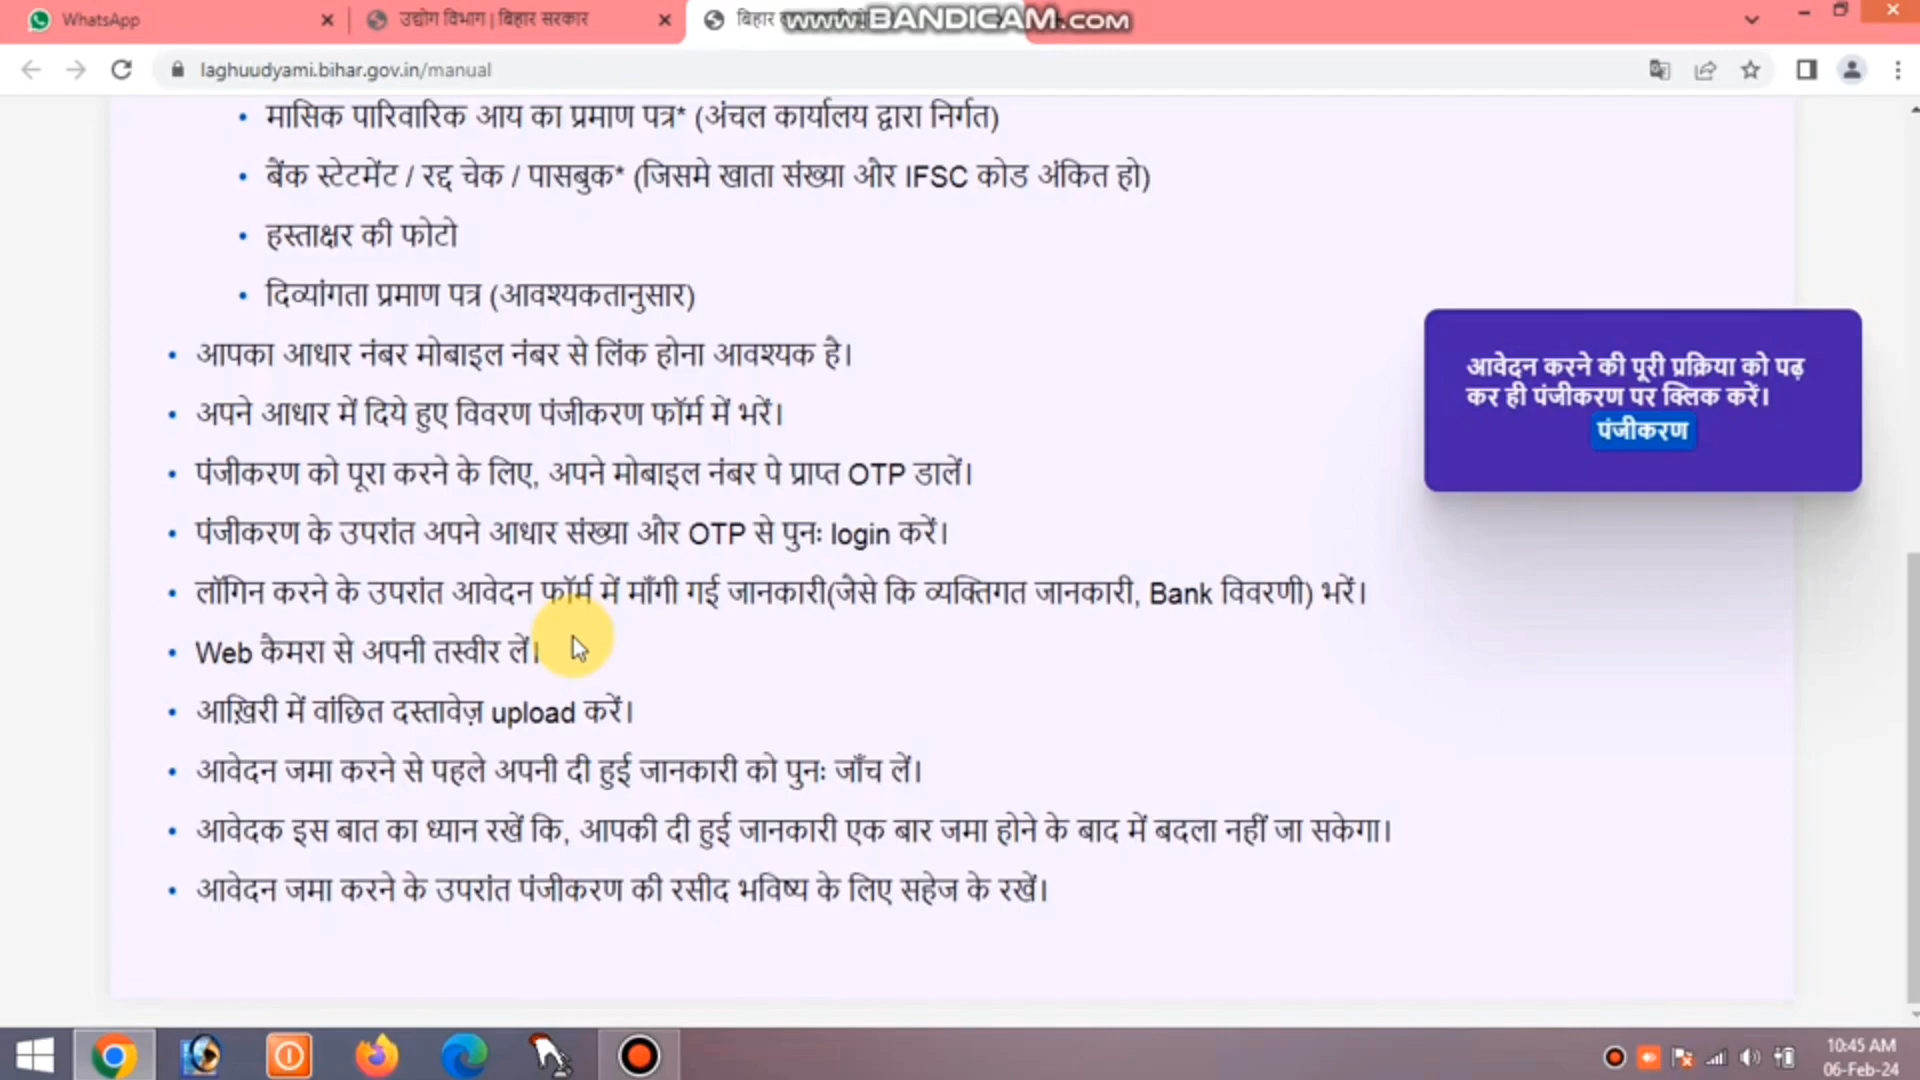 WhatsApp
उद्योग विभाग | बिहार सरकार
बिहार
www.BANDICAM.com
laghuudyami.bihar.gov.in/manual
• मासिक पारिवारिक आय का प्रमाण पत्र* (अंचल कार्यालय द्वारा निर्गत)
• बैंक स्टेटमेंट / रद्द चेक / पासबुक* (जिसमे खाता संख्या और IFSC कोड अंकित हो)
• हस्ताक्षर की फोटो
• दिव्यांगता प्रमाण पत्र (आवश्यकतानुसार)
• आपका आधार नंबर मोबाइल नंबर से लिंक होना आवश्यक है।
• अपने आधार में दिये हुए विवरण पंजीकरण फॉर्म में भरें।
• पंजीकरण को पूरा करने के लिए, अपने मोबाइल नंबर पे प्राप्त OTP डालें।
• पंजीकरण के उपरांत अपने आधार संख्या और OTP से पुनः login करें।
• लॉगिन करने के उपरांत आवेदन फॉर्म में माँगी गई जानकारी(जैसे कि व्यक्तिगत जानकारी, Bank विवरणी) भरें।
• Web कैमरा से अपनी तस्वीर लें।
• आख़िरी में वांछित दस्तावेज़ upload करें।
• आवेदन जमा करने से पहले अपनी दी हुई जानकारी को पुनः जाँच लें।
• आवेदक इस बात का ध्यान रखें कि, आपकी दी हुई जानकारी एक बार जमा होने के बाद में बदला नहीं जा सकेगा।
• आवेदन जमा करने के उपरांत पंजीकरण की रसीद भविष्य के लिए सहेज के रखें।
आवेदन करने की पूरी प्रक्रिया को पढ़
कर ही पंजीकरण पर क्लिक करें।
पंजीकरण
10:45 AM
06-Feb-24